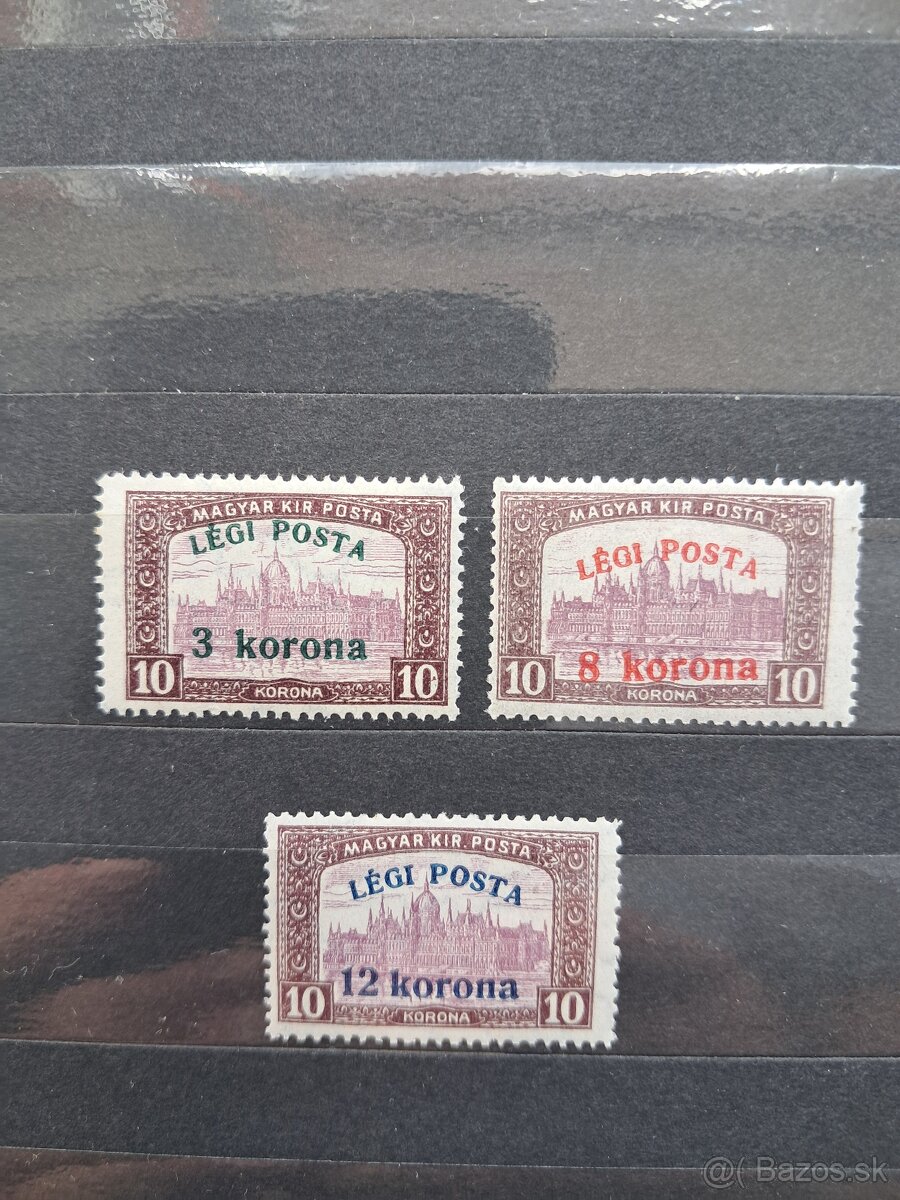 MAGYAR KIR. POSTA
LÉGI POSTA
3 korona
10 KORONA 10
MAGYAR KIR. POSTA
LÉGI POSTA
8 korona
10 KORONA 10
MAGYAR KIR. POSTA
LÉGI POSTA
12 korona
10 KORONA 10
@( Bazos.sk